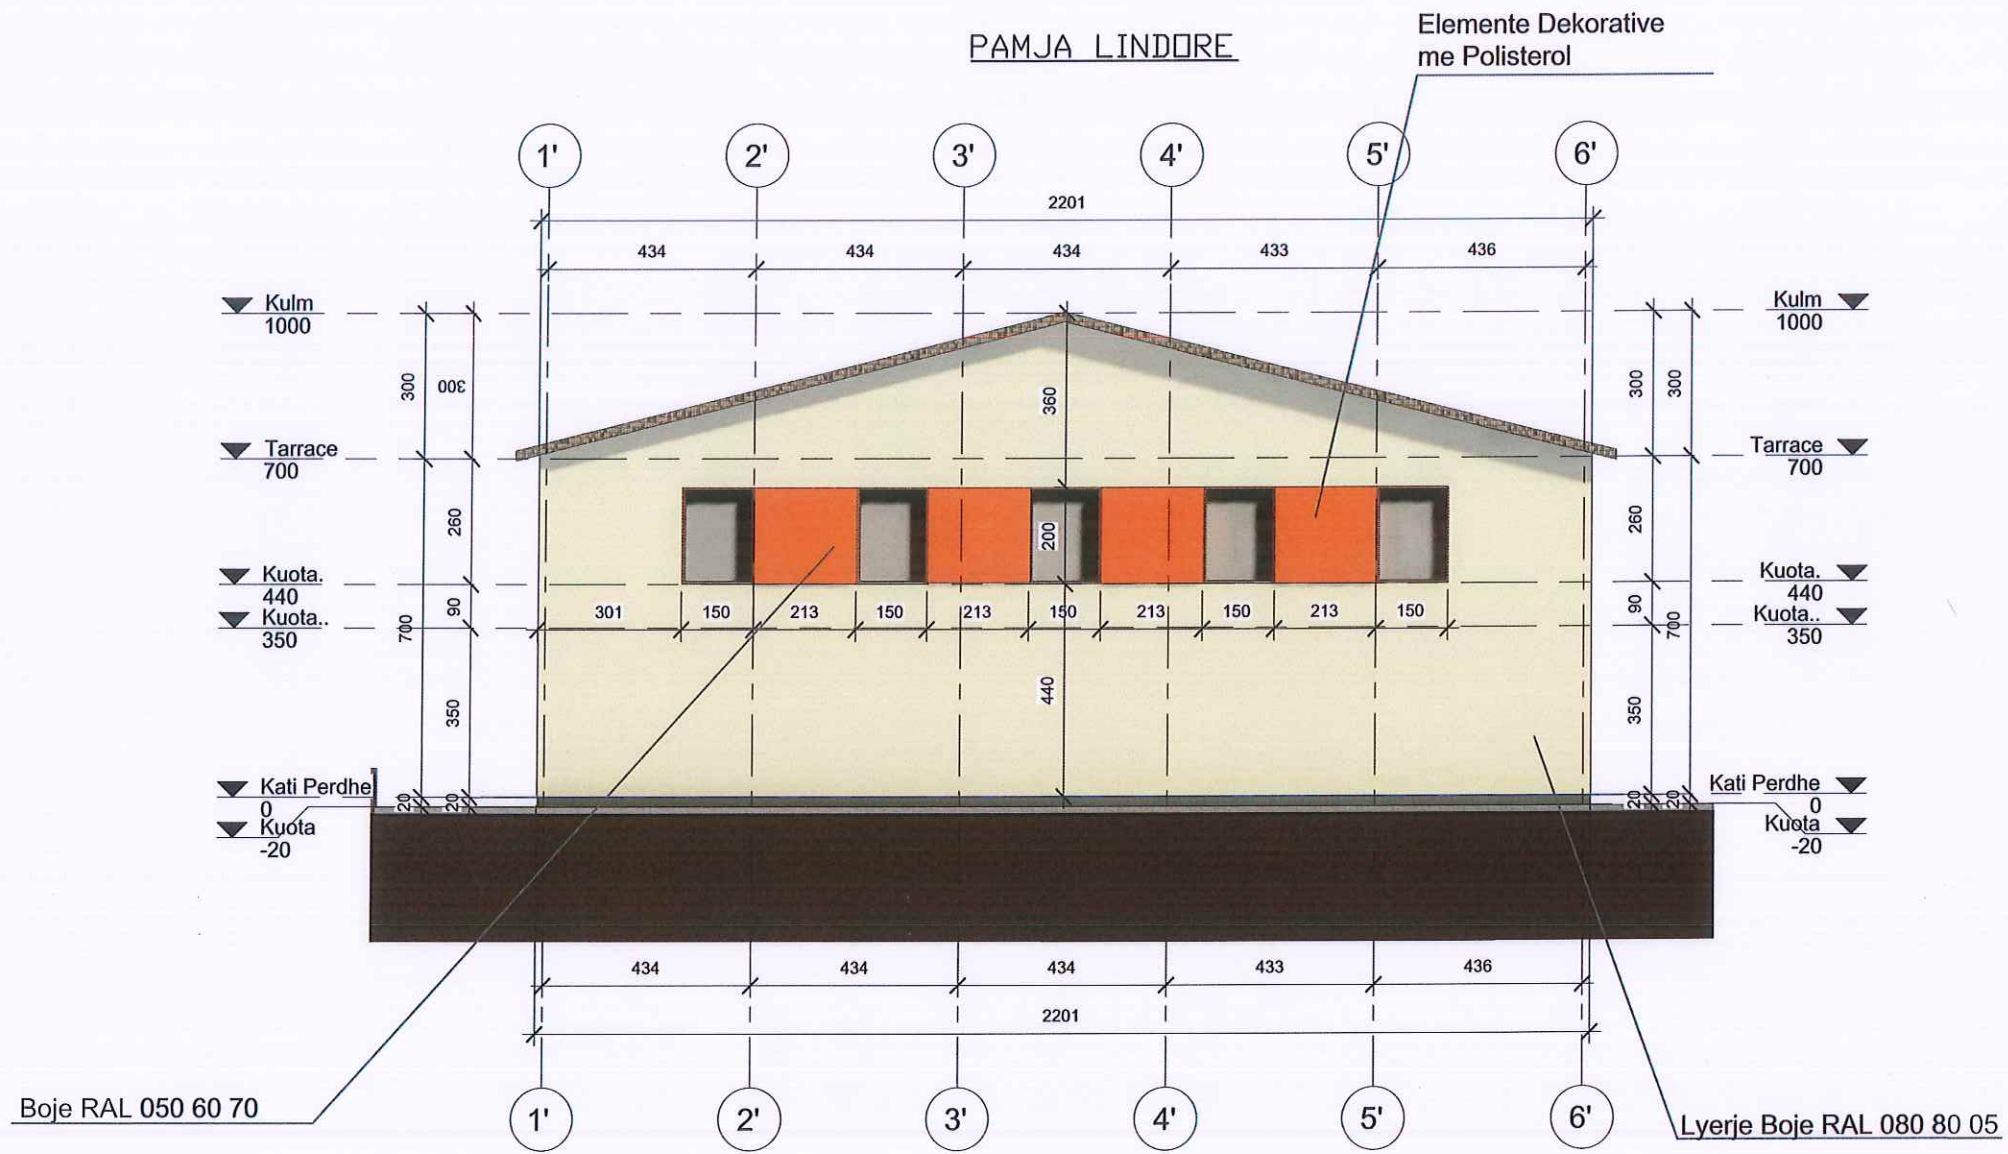 PAMJA LINDORE
Elemente Dekorative
me Polisterol
1' 2' 3' 4' 5' 6'
2201
434 434 434 433 436
Kulm
1000
Kulm
1000
300 300 360 300 300
Tarrace
700
Tarrace
700
260 200 260
Kuota.
440
Kuota.
440
Kuota..
350
Kuota..
350
700 90 301 150 213 150 213 150 213 150 213 150 90 700
350 440 350
Kati Perdhe
0
Kati Perdhe
0
20 20 20 20
Kuota
-20
Kuota
-20
434 434 434 433 436
2201
1' 2' 3' 4' 5' 6'
Boje RAL 050 60 70
Lyerje Boje RAL 080 80 05